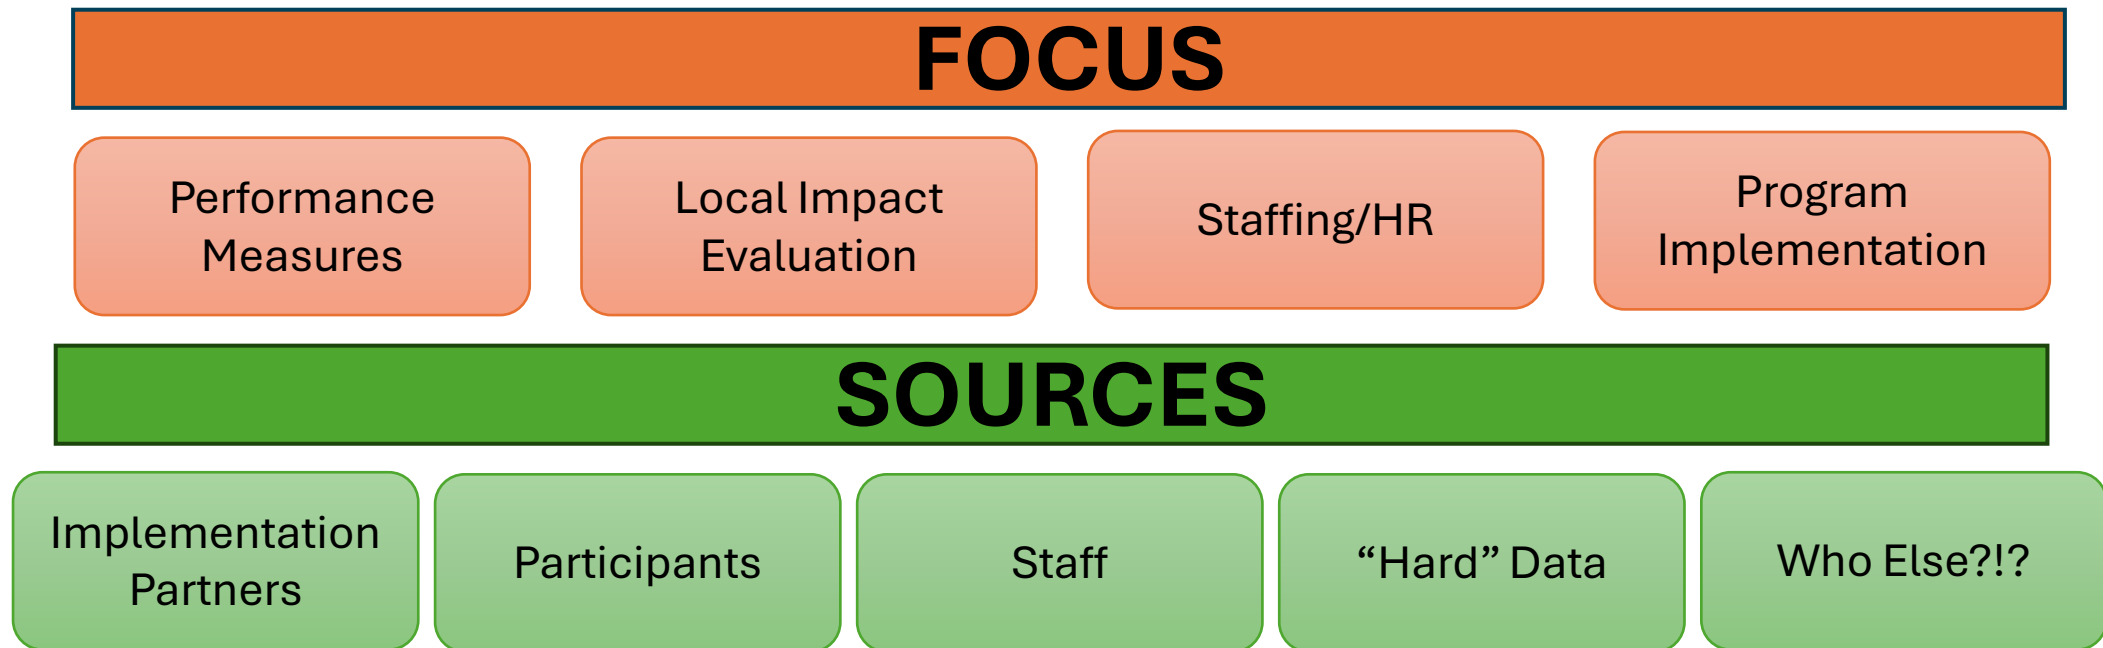 FOCUS
Performance
Measures
Local Impact
Evaluation
Staffing/HR
Program
Implementation
SOURCES
Implementation
Partners
Participants
Staff
“Hard” Data
Who Else?!?